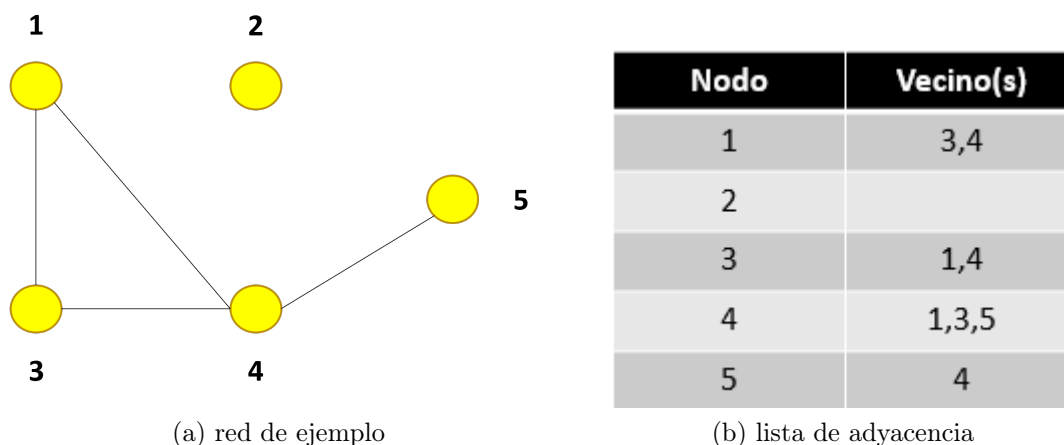 1 2
5
3 4
(a) red de ejemplo
Nodo Vecino(s)
1 3,4
2
3 1,4
4 1,3,5
5 4
(b) lista de adyacencia